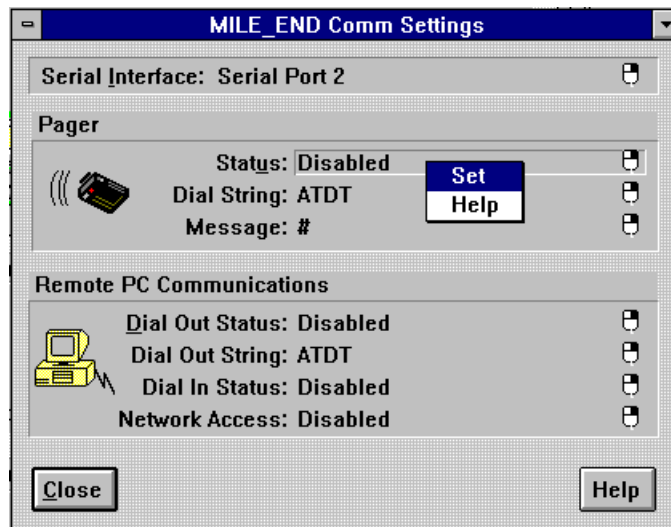 MILE_END Comm Settings
Serial Interface: Serial Port 2
Pager
Status: Disabled
Set
Dial String: ATDT
Help
Message: #
Remote PC Communications
Dial Out Status: Disabled
Dial Out String: ATDT
Dial In Status: Disabled
Network Access: Disabled
Close
Help